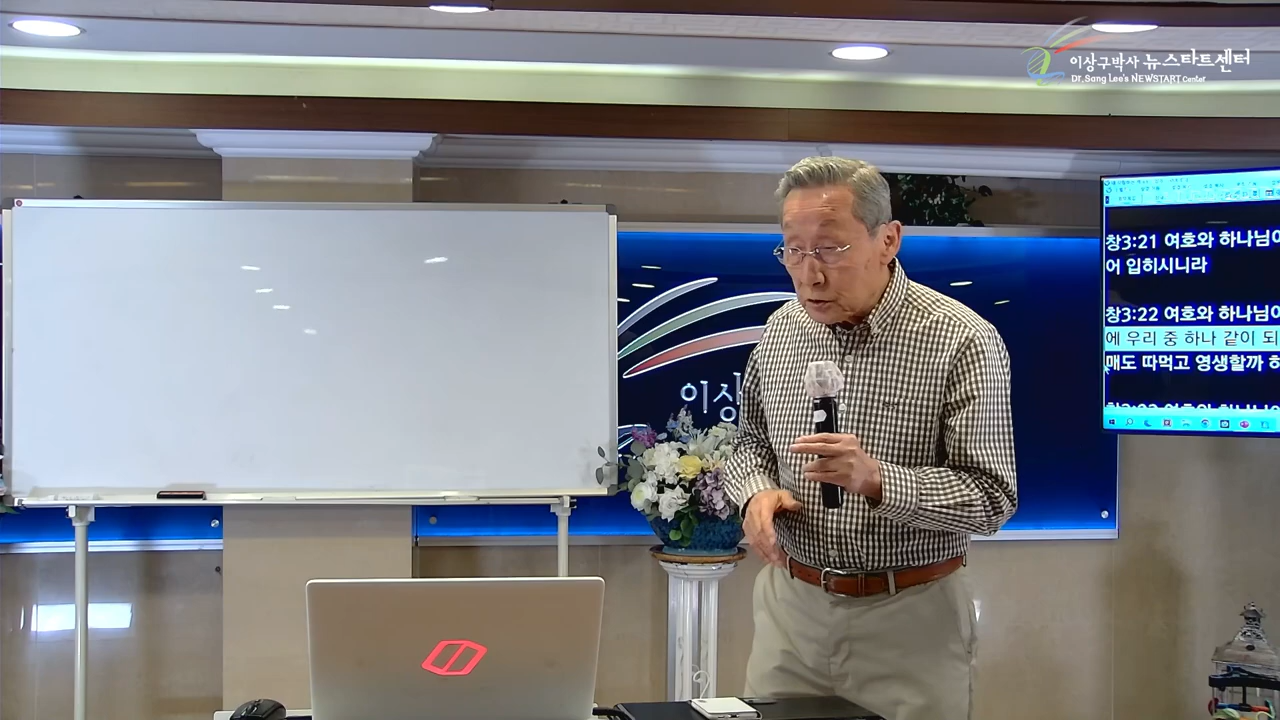 이상구박사 뉴스타트센터
Dr. Sang Lee's NEWSTART Center
창3:21 여호와 하나님이
어 입히시니라
창3:22 여호와 하나님이
에 우리 중 하나 같이 되
매도 따먹고 영생할까 하
이상